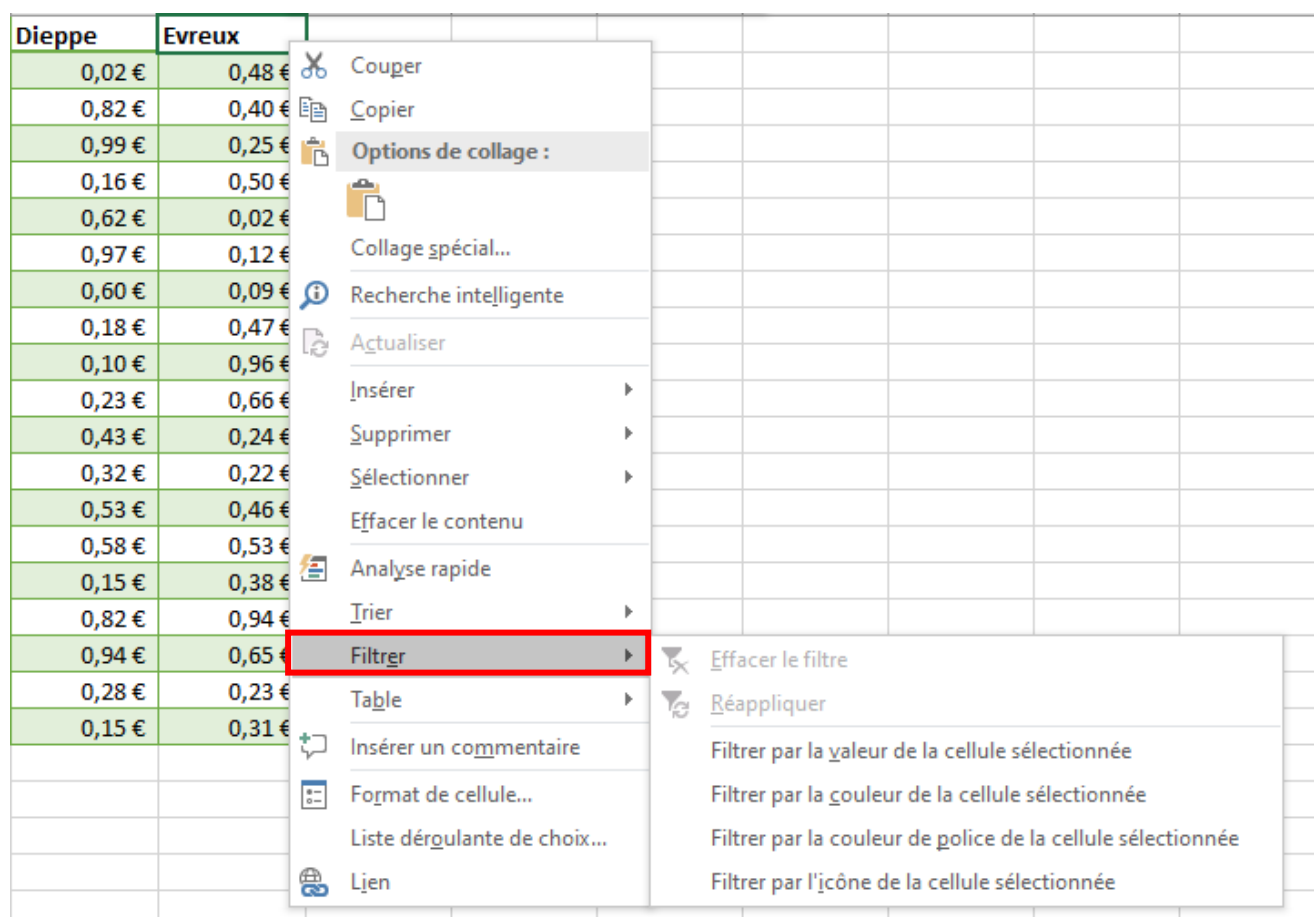 Dieppe Evreux
0,02 € 0,48 €
0,82 € 0,40 €
0,99 € 0,25 €
0,16 € 0,50 €
0,62 € 0,02 €
0,97 € 0,12 €
0,60 € 0,09 €
0,18 € 0,47 €
0,10 € 0,96 €
0,23 € 0,66 €
0,43 € 0,24 €
0,32 € 0,22 €
0,53 € 0,46 €
0,58 € 0,53 €
0,15 € 0,38 €
0,82 € 0,94 €
0,94 € 0,65 €
0,28 € 0,23 €
0,15 € 0,31 €
Couper
Copier
Options de collage :
Collage spécial...
Recherche intelligente
Actualiser
Insérer
Supprimer
Sélectionner
Effacer le contenu
Analyse rapide
Trier
Filtrer
Table
Insérer un commentaire
Format de cellule...
Liste déroulante de choix...
Lien
Effacer le filtre
Réappliquer
Filtrer par la valeur de la cellule sélectionnée
Filtrer par la couleur de la cellule sélectionnée
Filtrer par la couleur de police de la cellule sélectionnée
Filtrer par l'icône de la cellule sélectionnée